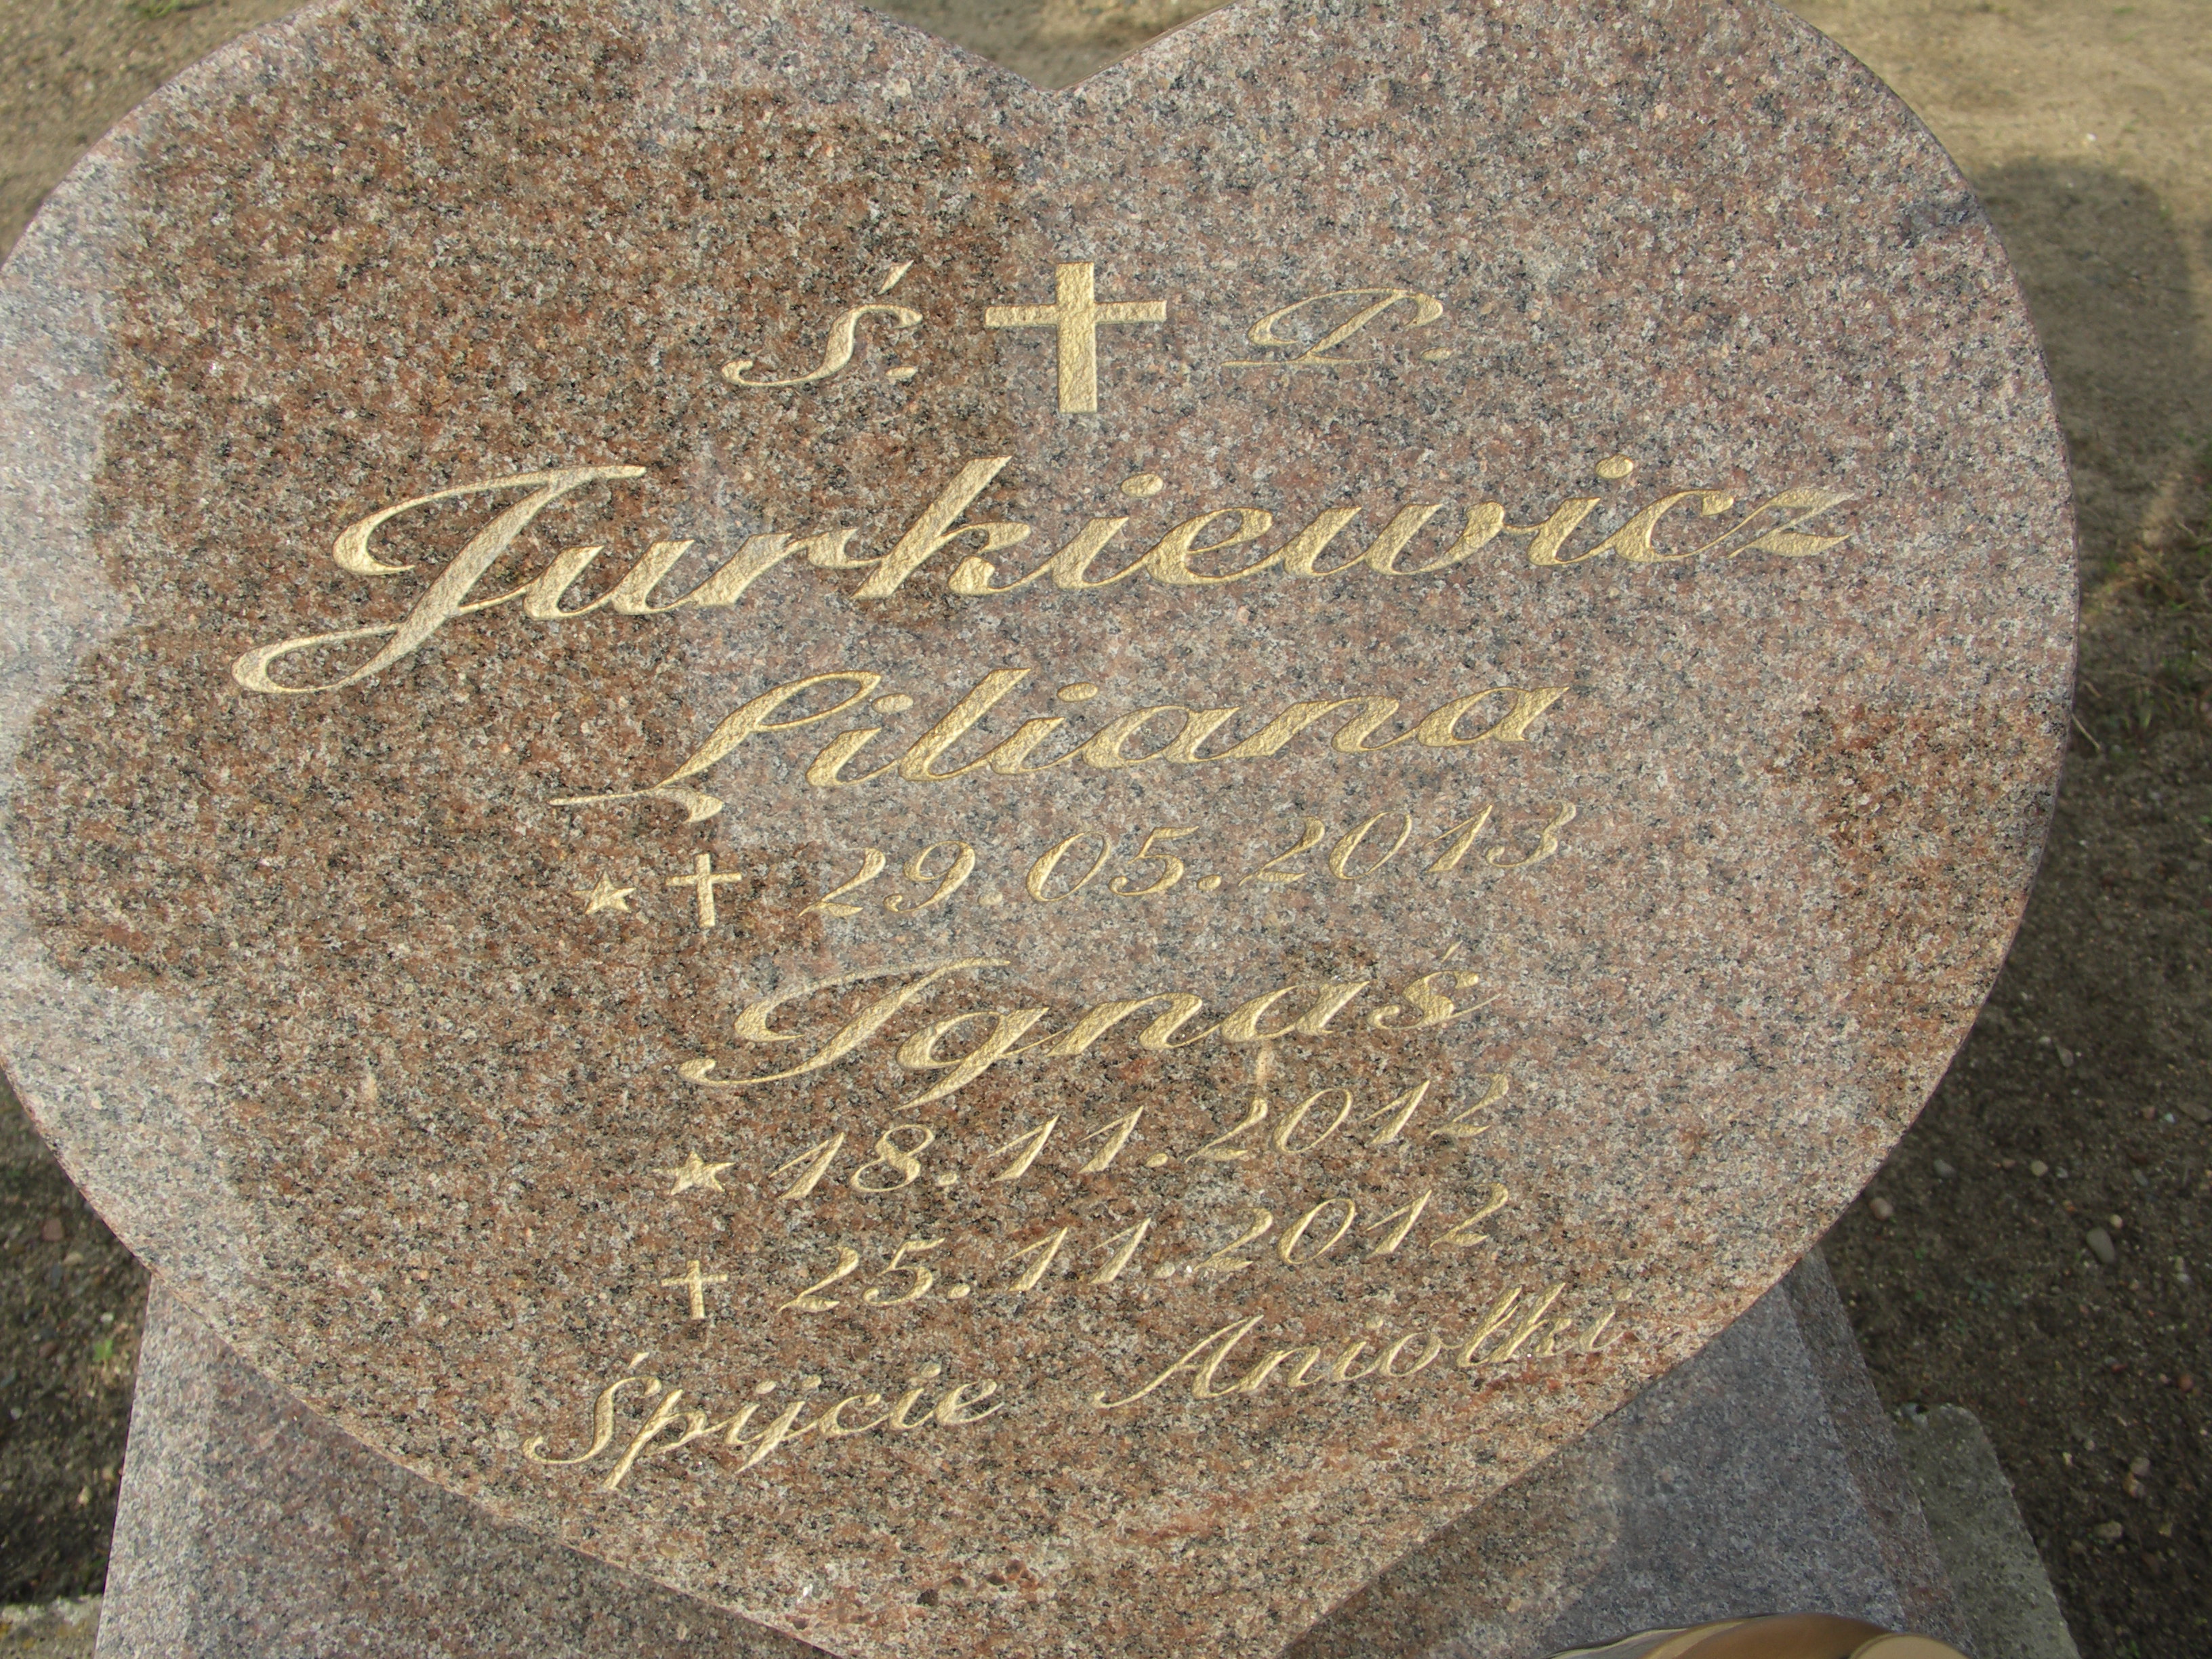 Ś. ✝ P.
Jurkiewicz
Liliana
★ ✝ 29.05.2013
Ignaś
★ 18.11.2012
✝ 25.11.2012
Śpijcie Aniołki